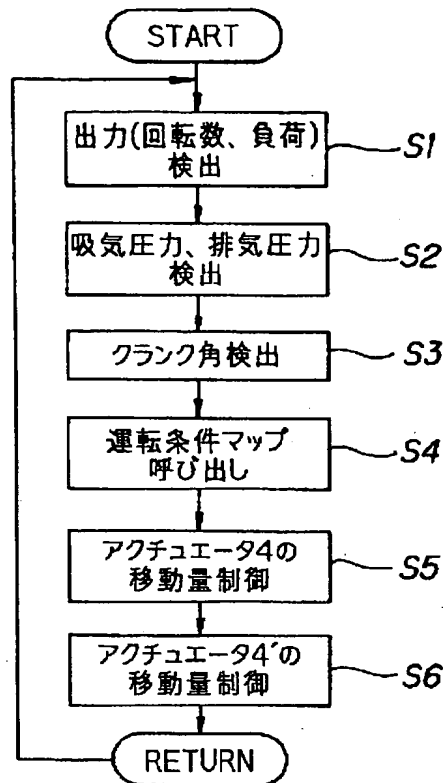 START
出力(回転数、負荷)
検出
S1
吸気圧力、排気圧力
検出
S2
クランク角検出
S3
運転条件マップ
呼び出し
S4
アクチュエータ4の
移動量制御
S5
アクチュエータ4'の
移動量制御
S6
RETURN